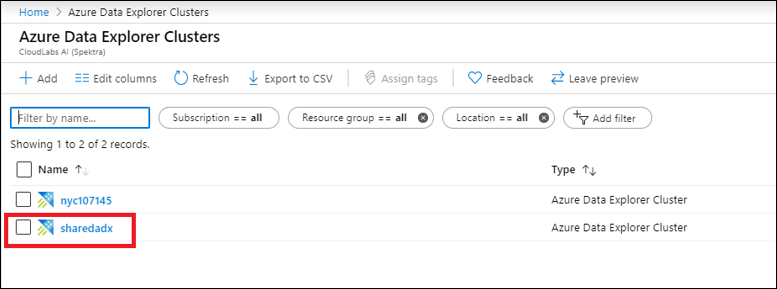 Home > Azure Data Explorer Clusters
Azure Data Explorer Clusters
CloudLabs AI (Spektra)
Add Edit columns Refresh Export to CSV Assign tags Feedback Leave preview
Filter by name... Subscription == all Resource group == all Location == all Add filter
Showing 1 to 2 of 2 records.
Name Type
nyc107145 Azure Data Explorer Cluster
sharedadx Azure Data Explorer Cluster